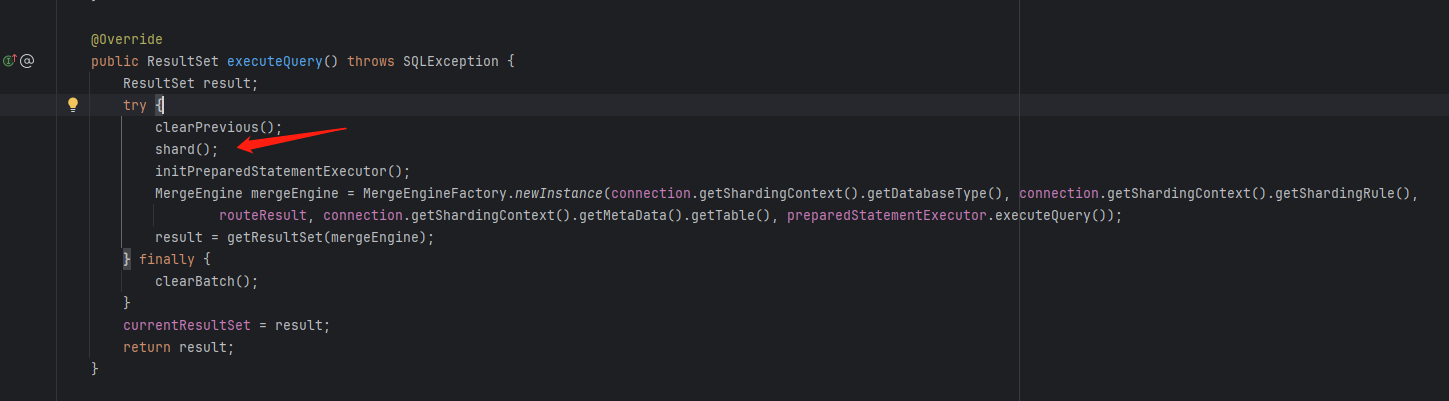 @Override
public ResultSet executeQuery() throws SQLException {
ResultSet result;
try {
clearPrevious();
shard();
initPreparedStatementExecutor();
MergeEngine mergeEngine = MergeEngineFactory.newInstance(connection.getShardingContext().getDatabaseType(), connection.getShardingContext().getShardingRule(),
routeResult, connection.getShardingContext().getMetaData().getTable(), preparedStatementExecutor.executeQuery());
result = getResultSet(mergeEngine);
} finally {
clearBatch();
}
currentResultSet = result;
return result;
}